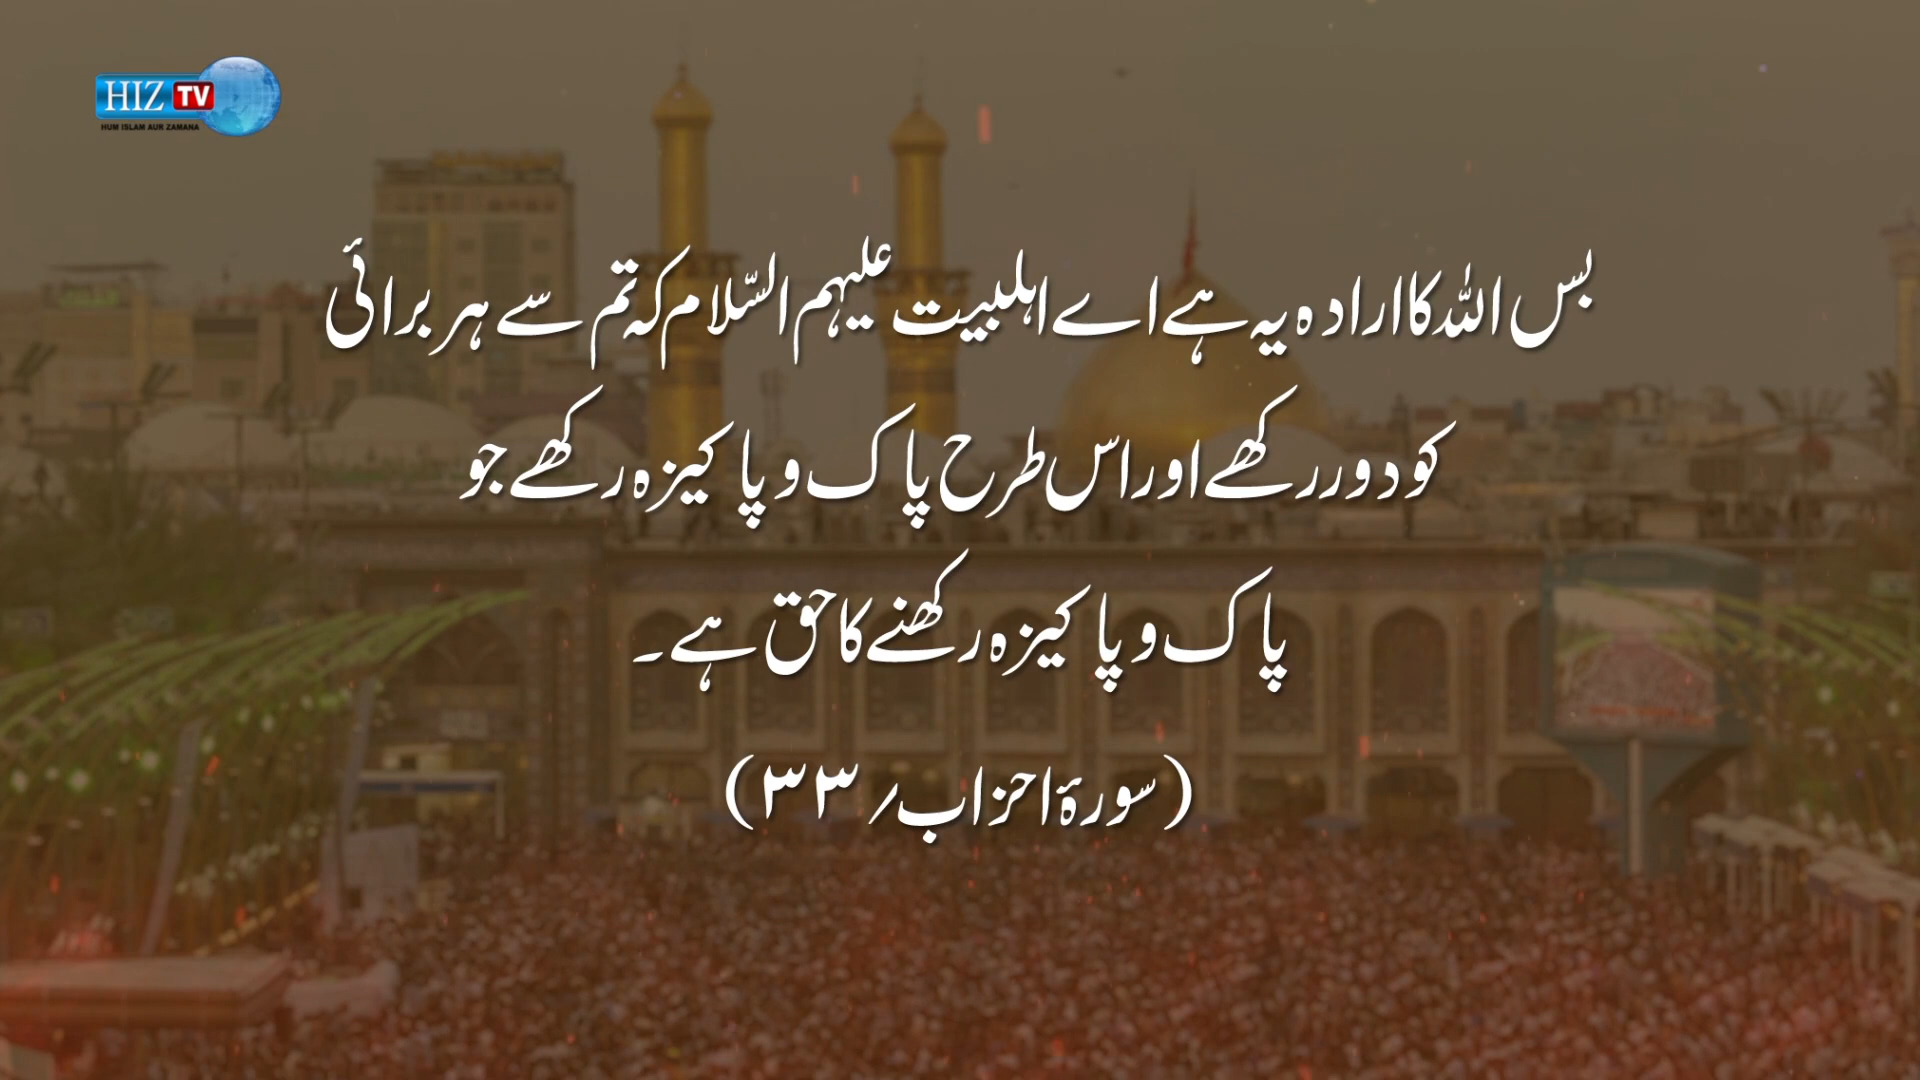 HIZ TV
HUM ISLAM AUR ZAMANA
بس اللہ کا ارادہ یہ ہے اے اہلبیت علیہم السّلام کہ تم سے ہر برائی
کو دور رکھے اور اس طرح پاک و پاکیزہ رکھے جو
پاک و پاکیزہ رکھنے کا حق ہے۔
(سورۂ احزاب؍ ۳۳)